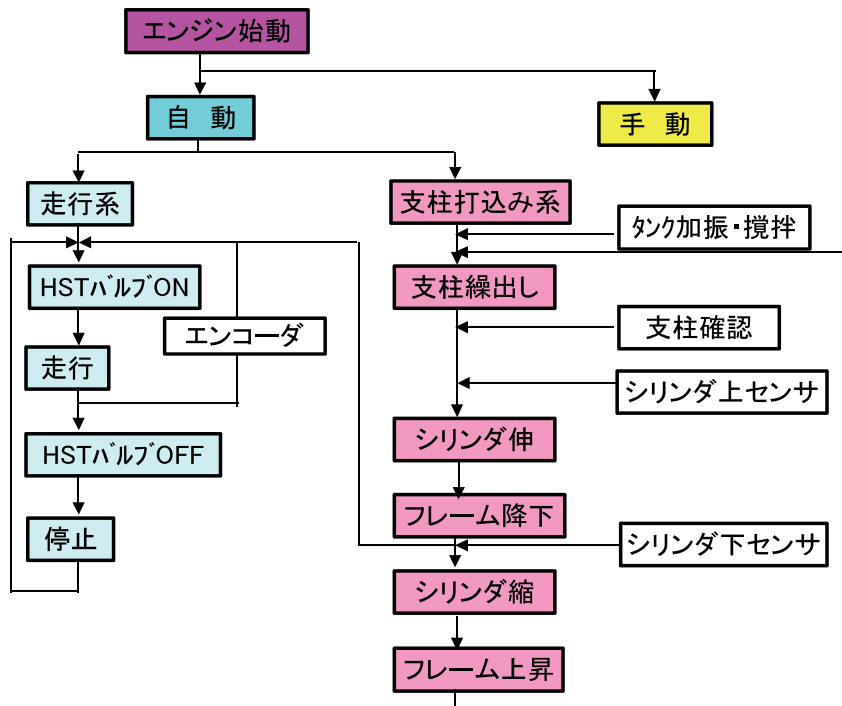 エンジン始動
自 動
手 動
走行系
支柱打込み系
タンク加振・撹拌
HSTバルブON
支柱繰出し
エンコーダ
支柱確認
走行
シリンダ上センサ
HSTバルブOFF
シリンダ伸
フレーム降下
停止
シリンダ下センサ
シリンダ縮
フレーム上昇